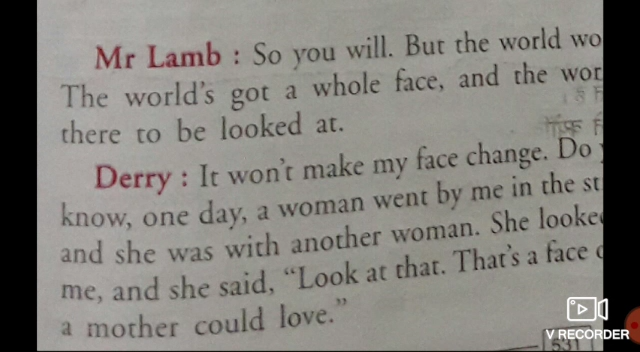 Mr Lamb : So you will. But the world wo
The world's got a whole face, and the wor
there to be looked at.
Derry : It won't make my face change. Do
know, one day, a woman went by me in the st
and she was with another woman. She looke
me, and she said, "Look at that. That's a face
a mother could love."
V RECORDER